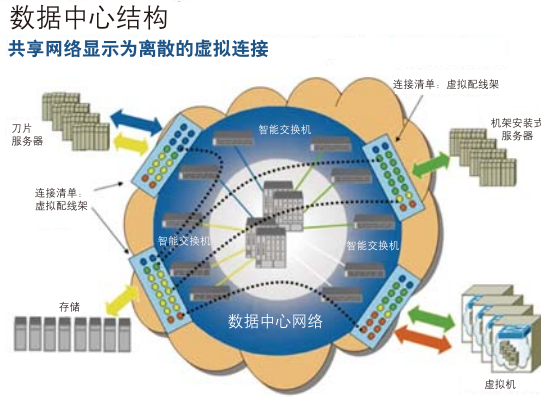 数据中心结构
共享网络显示为离散的虚拟连接
连接清单：虚拟配线架
刀片
服务器
智能交换机
机架安装式
服务器
连接清单：
虚拟配线架
智能交换机
智能交换机
存储
数据中心网络
虚拟机